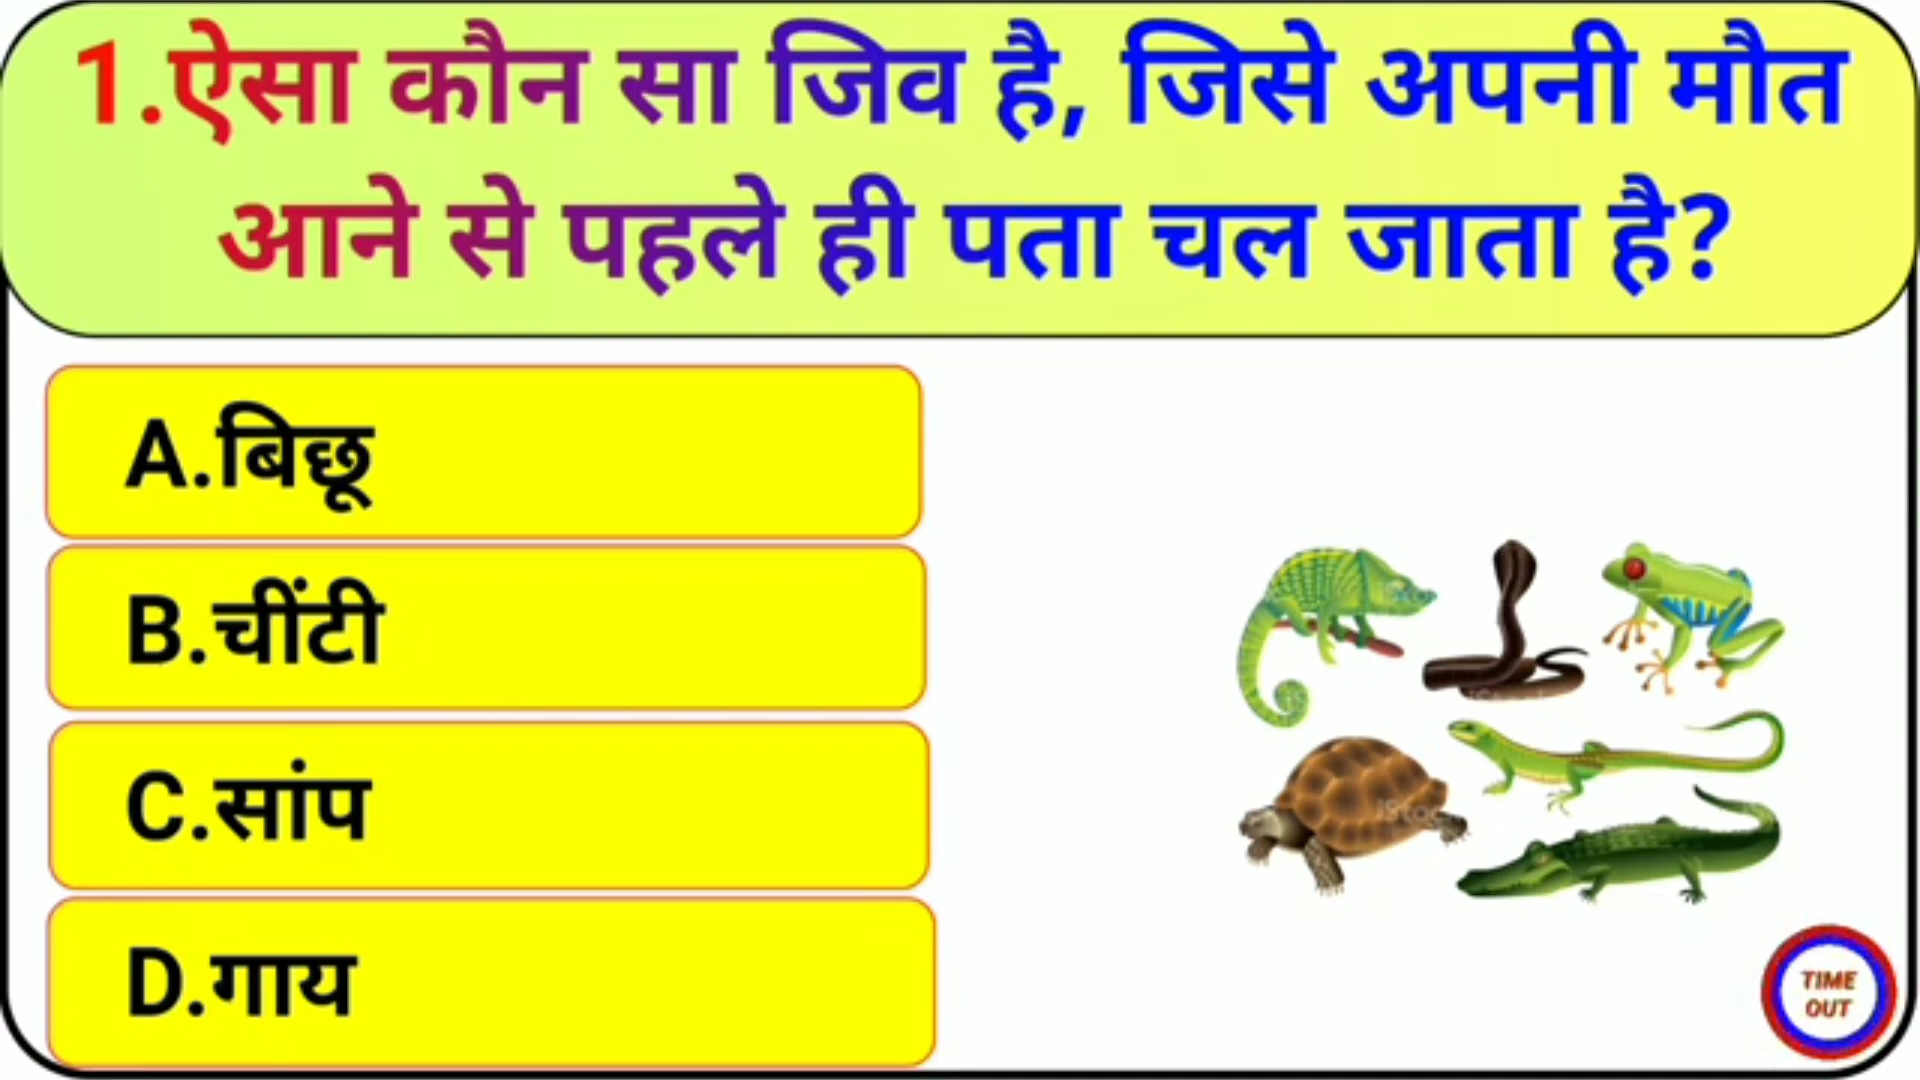 1.ऐसा कौन सा जिव है, जिसे अपनी मौत
आने से पहले ही पता चल जाता है?
A.बिछू
B.चींटी
C.सांप
D.गाय
TIME
OUT